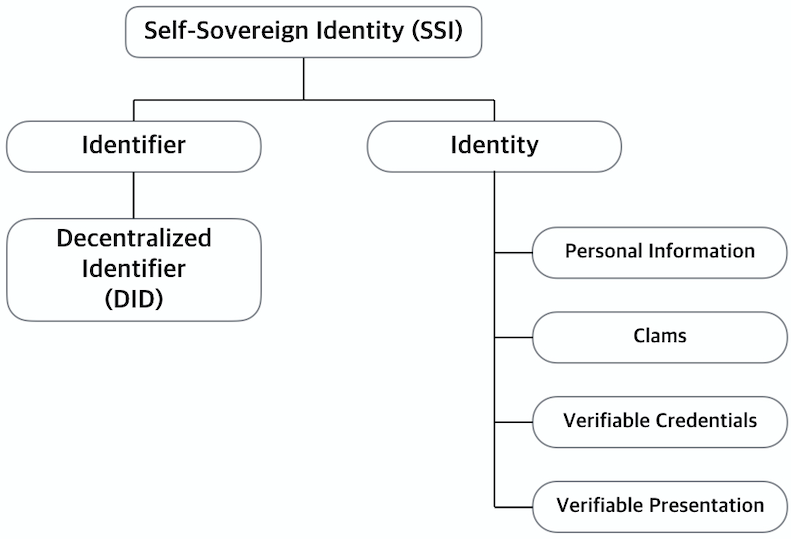 Self-Sovereign Identity (SSI)
Identifier
Identity
Decentralized
Identifier
(DID)
Personal Information
Clams
Verifiable Credentials
Verifiable Presentation